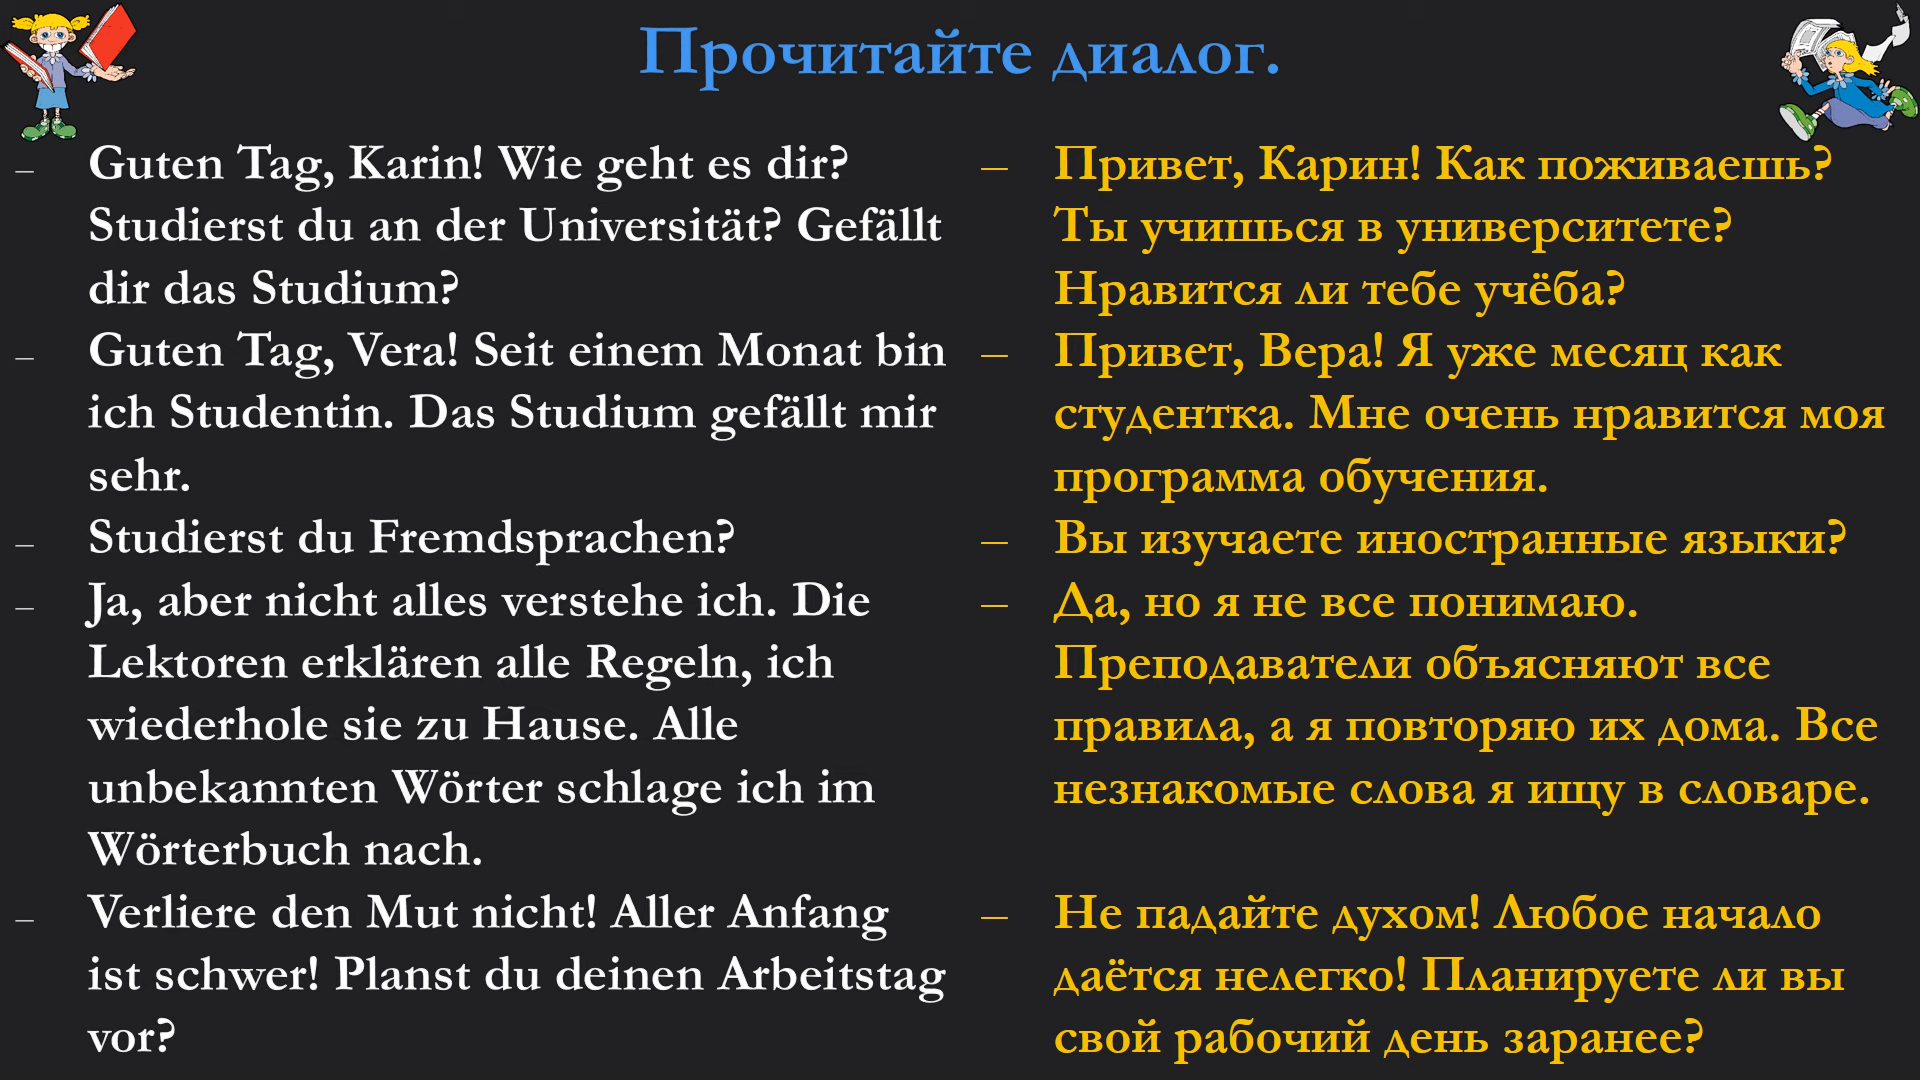 Прочитайте диалог.
– Guten Tag, Karin! Wie geht es dir?
Studierst du an der Universität? Gefällt
dir das Studium?
– Guten Tag, Vera! Seit einem Monat bin
ich Studentin. Das Studium gefällt mir
sehr.
– Studierst du Fremdsprachen?
– Ja, aber nicht alles verstehe ich. Die
Lektoren erklären alle Regeln, ich
wiederhole sie zu Hause. Alle
unbekannten Wörter schlage ich im
Wörterbuch nach.
– Verliere den Mut nicht! Aller Anfang
ist schwer! Planst du deinen Arbeitstag
vor?
– Привет, Карин! Как поживаешь?
Ты учишься в университете?
Нравится ли тебе учёба?
– Привет, Вера! Я уже месяц как
студентка. Мне очень нравится моя
программа обучения.
– Вы изучаете иностранные языки?
– Да, но я не все понимаю.
Преподаватели объясняют все
правила, а я повторяю их дома. Все
незнакомые слова я ищу в словаре.
– Не падайте духом! Любое начало
даётся нелегко! Планируете ли вы
свой рабочий день заранее?